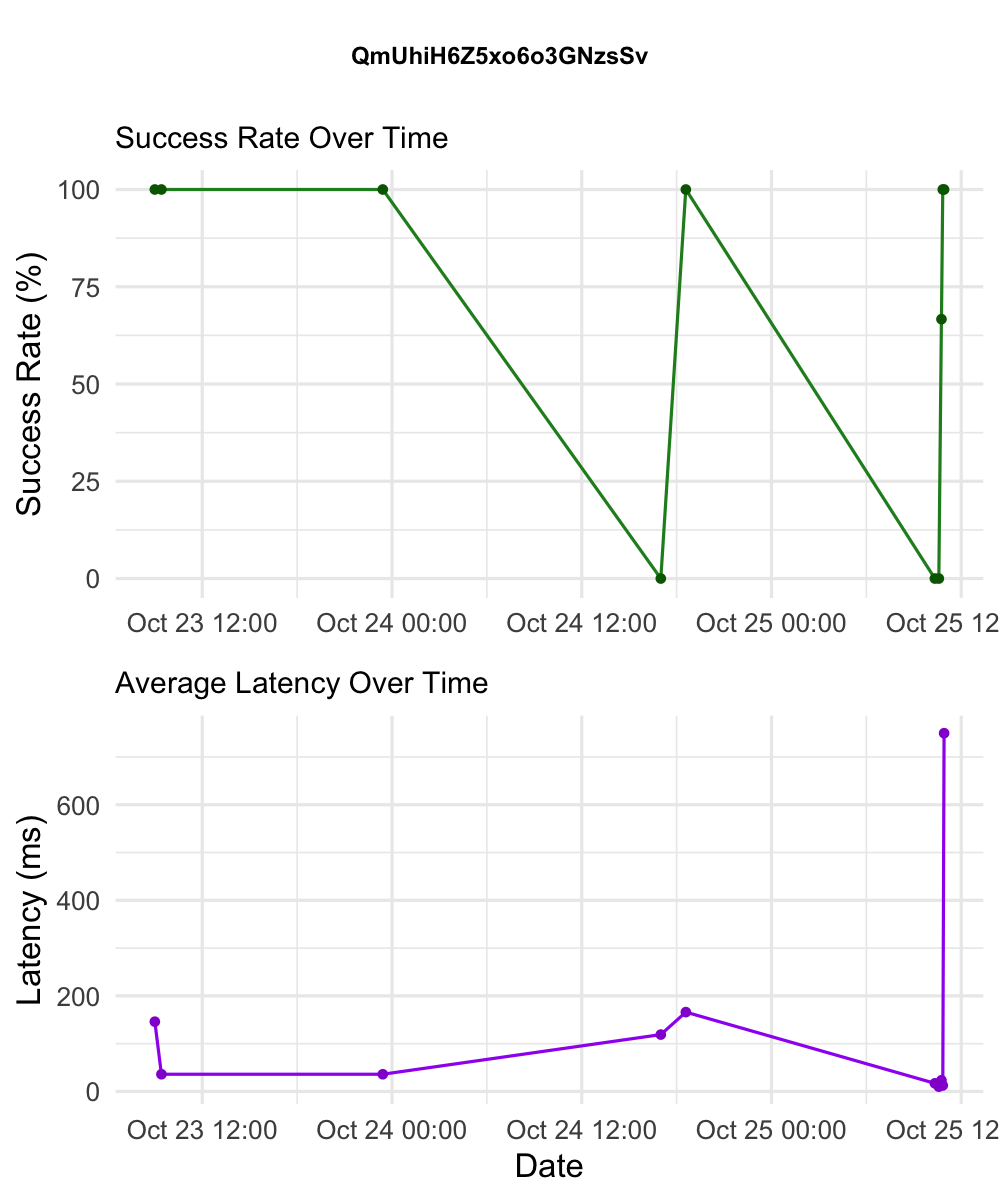 QmUhiH6Z5xo6o3GNzsSv
Success Rate Over Time
Success Rate (%)
100
75
50
25
0
Oct 23 12:00 Oct 24 00:00 Oct 24 12:00 Oct 25 00:00 Oct 25 12
Average Latency Over Time
Latency (ms)
600
400
200
0
Oct 23 12:00 Oct 24 00:00 Oct 24 12:00 Oct 25 00:00 Oct 25 12
Date